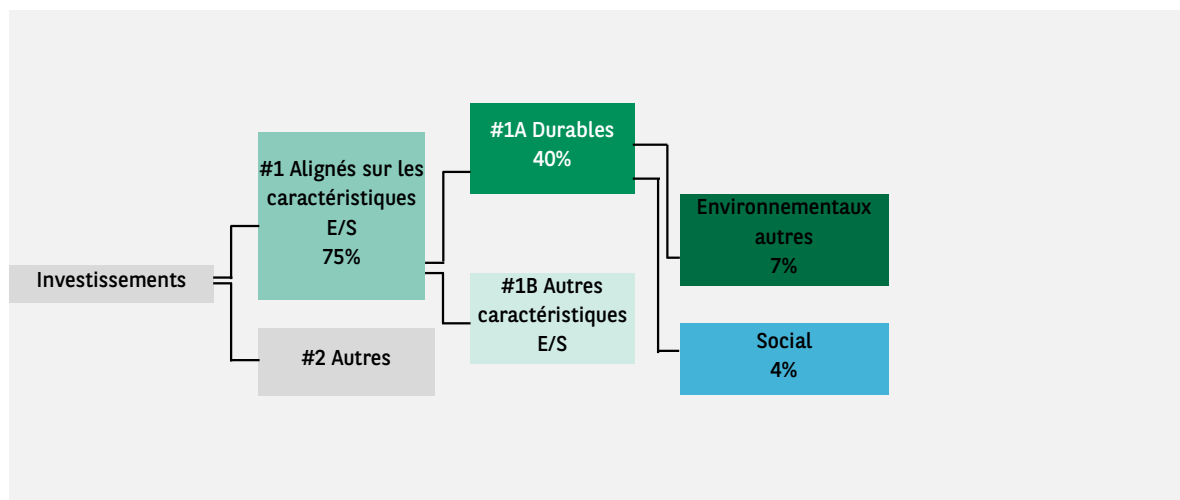 Investissements
#1 Alignés sur les
caractéristiques
E/S
75%
#2 Autres
#1A Durables
40%
#1B Autres
caractéristiques
E/S
Environnementaux
autres
7%
Social
4%